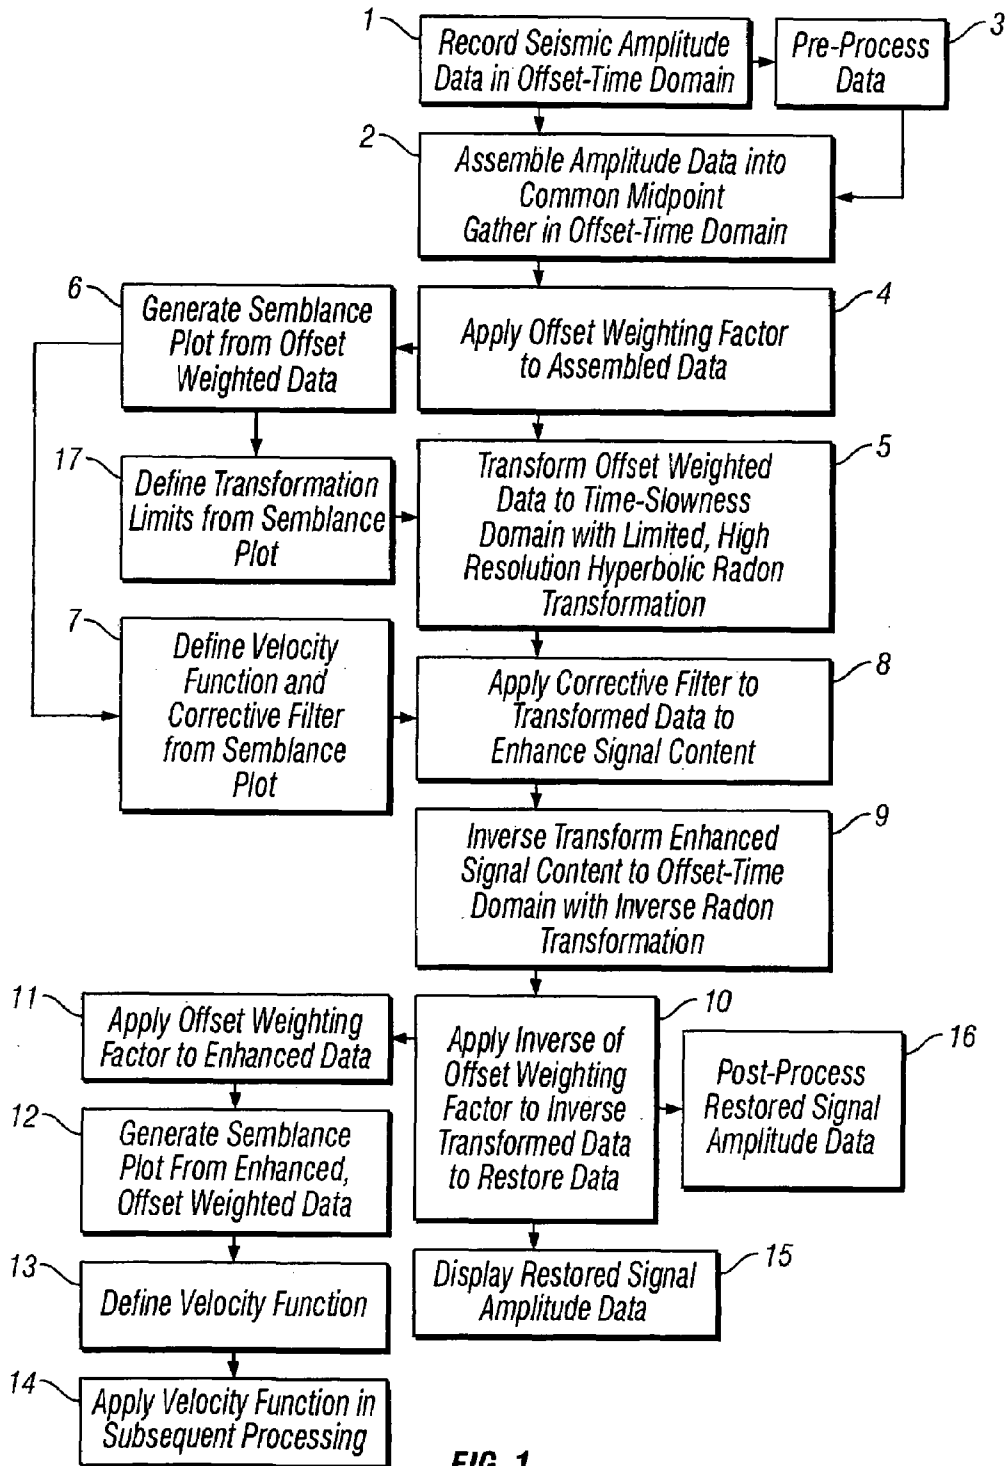 1
Record Seismic Amplitude
Data in Offset-Time Domain
3
Pre-Process
Data
2
Assemble Amplitude Data into
Common Midpoint
Gather in Offset-Time Domain
6
Generate Semblance
Plot from Offset
Weighted Data
4
Apply Offset Weighting Factor
to Assembled Data
17
Define Transformation
Limits from Semblance
Plot
5
Transform Offset Weighted
Data to Time-Slowness
Domain with Limited, High
Resolution Hyperbolic Radon
Transformation
7
Define Velocity
Function and
Corrective Filter
from Semblance
Plot
8
Apply Corrective Filter to
Transformed Data to
Enhance Signal Content
9
Inverse Transform Enhanced
Signal Content to Offset-Time
Domain with Inverse Radon
Transformation
11
Apply Offset Weighting
Factor to Enhanced Data
10
Apply Inverse of
Offset Weighting
Factor to Inverse
Transformed Data
to Restore Data
16
Post-Process
Restored Signal
Amplitude Data
12
Generate Semblance
Plot From Enhanced,
Offset Weighted Data
13
Define Velocity Function
15
Display Restored Signal
Amplitude Data
14
Apply Velocity Function in
Subsequent Processing
FIG. 1